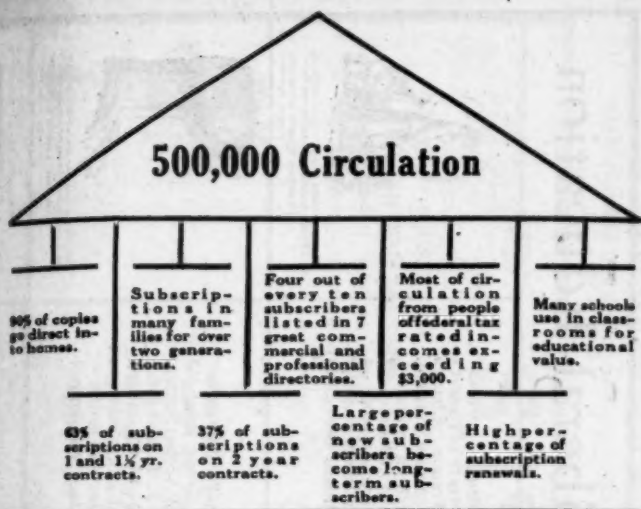 500,000 Circulation
90% of copies
go direct in-
to homes.
Subscrip-
tions in
many fam-
ilies for over
two genera-
tions.
Four out of
every ten
subscribers
listed in 7
great com-
mercial and
professional
directories.
Most of cir-
culation
from people
of federal tax
rated in-
comes ex-
ceeding
$3,000.
Many schools
use in class-
rooms for
educational
value.
63% of sub-
scriptions on
1 and 1½ yr.
contracts.
37% of sub-
scriptions
on 2 year
contracts.
Large per-
centage of
new sub-
scribers be-
come long-
term sub-
scribers.
High per-
centage of
subscription
renewals.